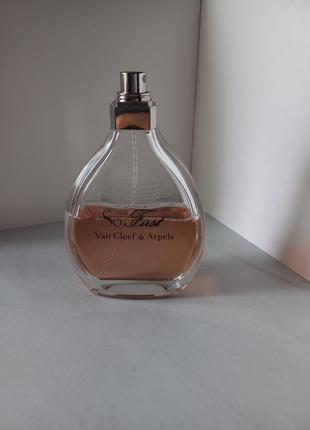 So First
Van Cleef & Arpels